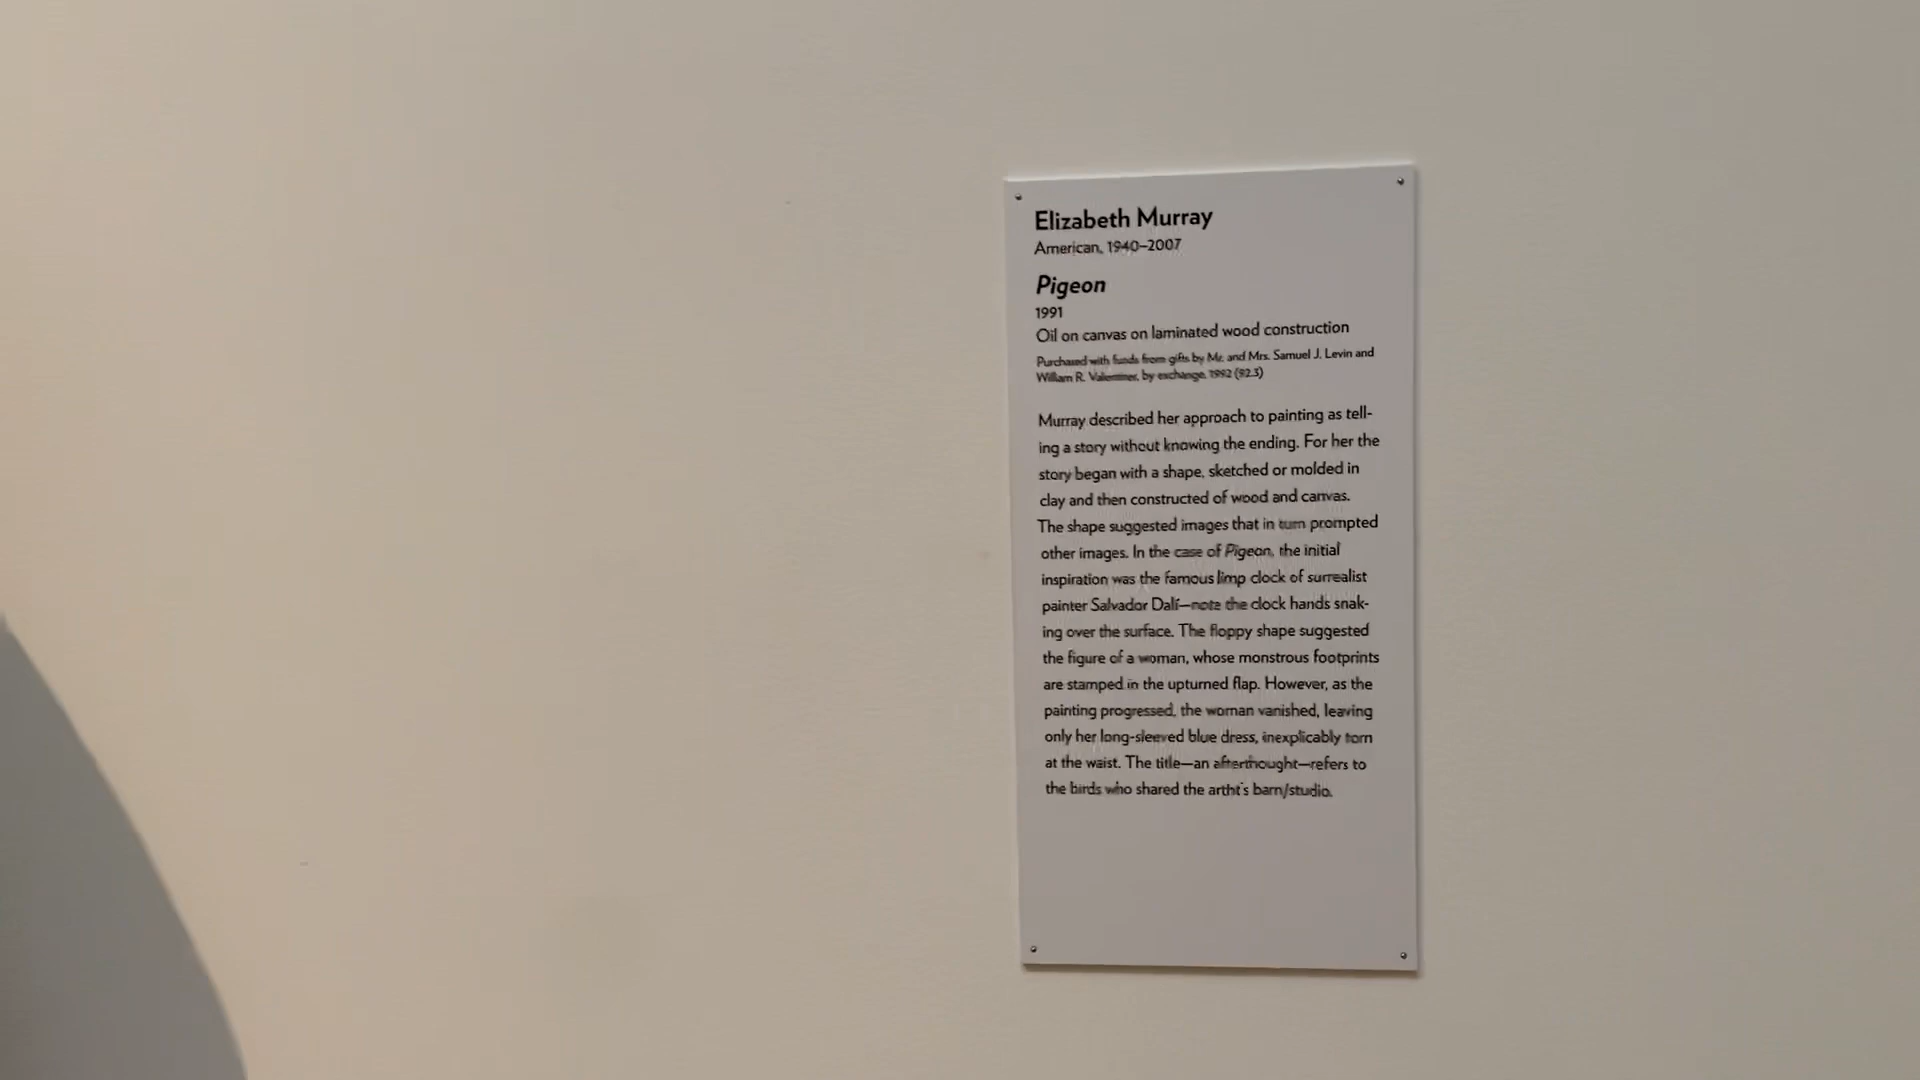 Elizabeth Murray
American, 1940–2007
Pigeon
1991
Oil on canvas on laminated wood construction
Purchased with funds from gifts by Mr. and Mrs. Samuel J. Levin and
William R. Valentiner, by exchange, 1992 (92.3)
Murray described her approach to painting as tell-
ing a story without knowing the ending. For her the
story began with a shape, sketched or molded in
clay and then constructed of wood and canvas.
The shape suggested images that in turn prompted
other images. In the case of Pigeon, the initial
inspiration was the famous limp clock of surrealist
painter Salvador Dalí—note the clock hands snak-
ing over the surface. The floppy shape suggested
the figure of a woman, whose monstrous footprints
are stamped in the upturned flap. However, as the
painting progressed, the woman vanished, leaving
only her long-sleeved blue dress, inexplicably torn
at the waist. The title—an afterthought—refers to
the birds who shared the artist's barn/studio.